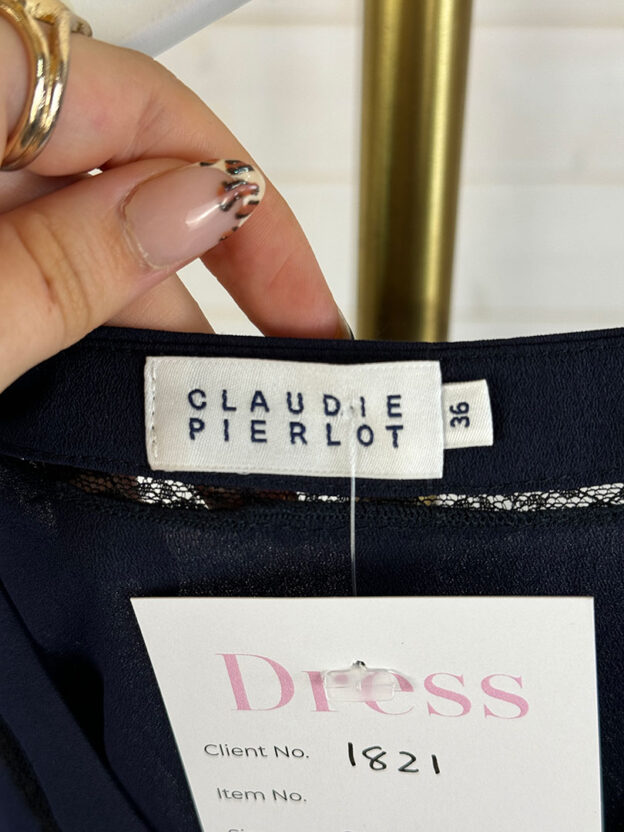 CLAUDIE
PIERLOT
36
Dress
Client No. 1821
Item No.